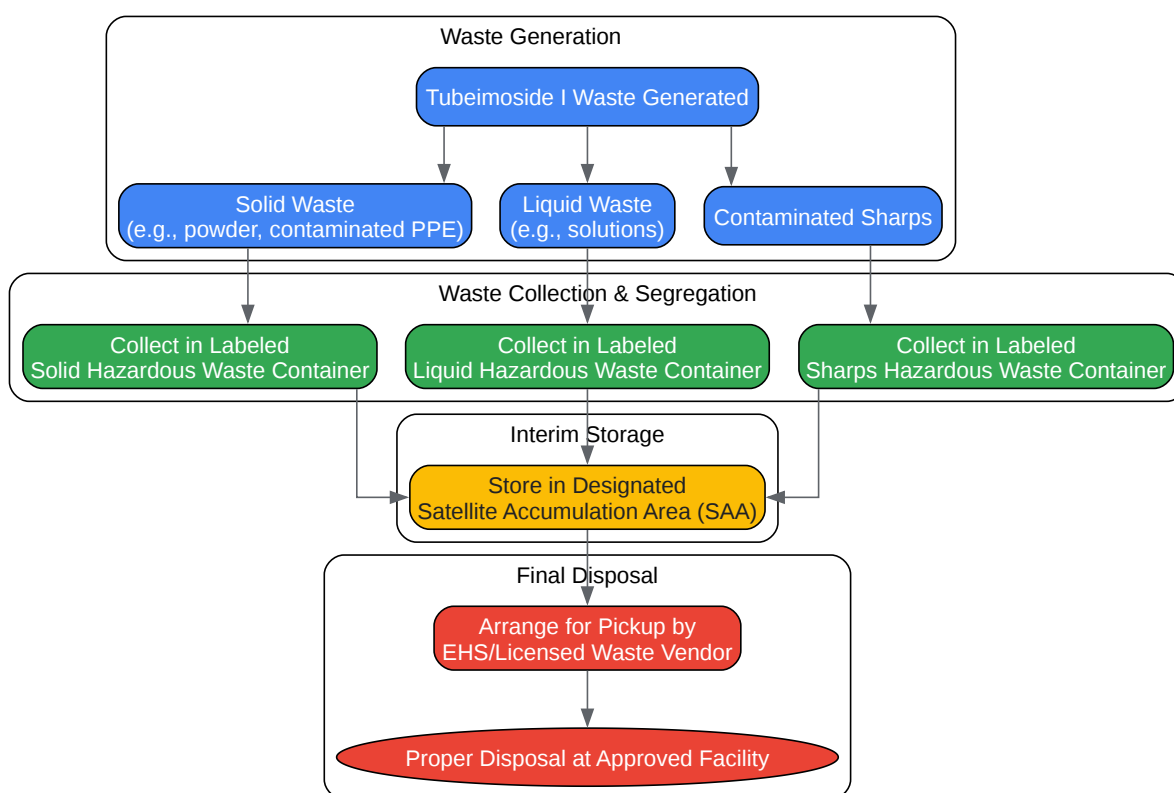 Waste Generation
Tubeimoside I Waste Generated
Solid Waste
(e.g., powder, contaminated PPE)
Liquid Waste
(e.g., solutions)
Contaminated Sharps
Waste Collection & Segregation
Collect in Labeled
Solid Hazardous Waste Container
Collect in Labeled
Liquid Hazardous Waste Container
Collect in Labeled
Sharps Hazardous Waste Container
Interim Storage
Store in Designated
Satellite Accumulation Area (SAA)
Final Disposal
Arrange for Pickup by
EHS/Licensed Waste Vendor
Proper Disposal at Approved Facility